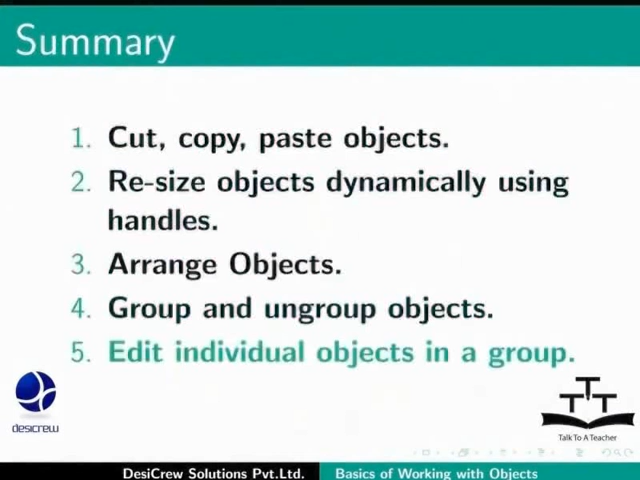 Summary
1. Cut, copy, paste objects.
2. Re-size objects dynamically using
handles.
3. Arrange Objects.
4. Group and ungroup objects.
5. Edit individual objects in a group.
desicrew
TTT
Talk To A Teacher
DesiCrew Solutions Pvt.Ltd. Basics of Working with Objects